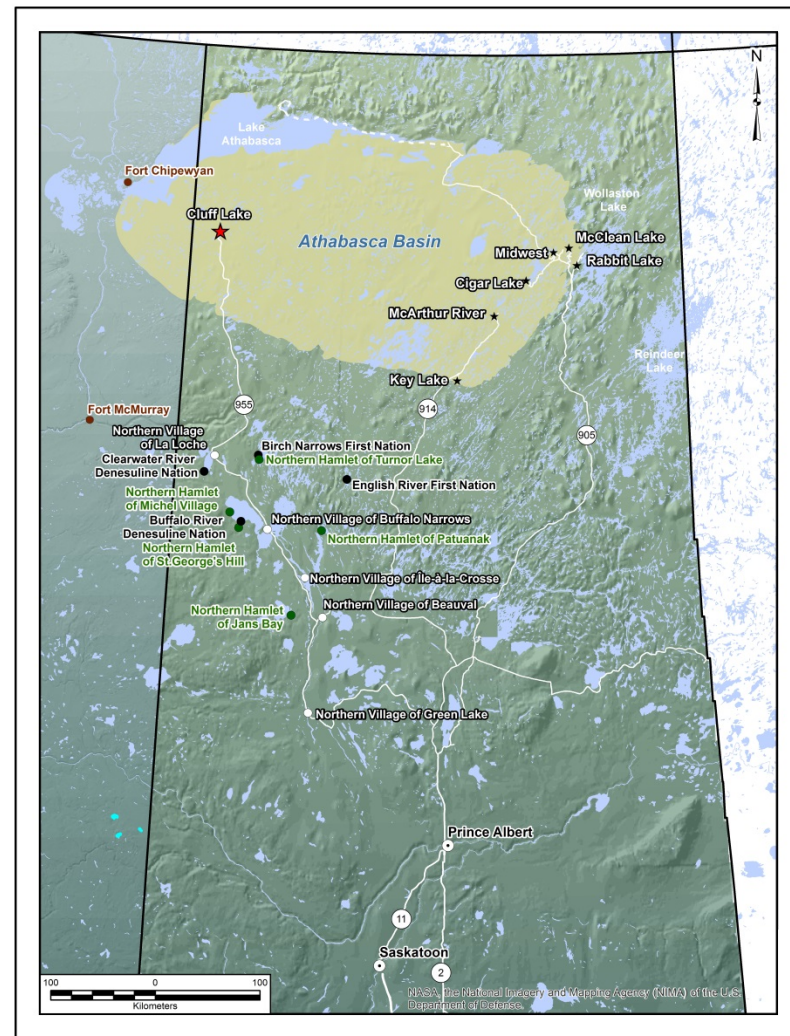 N
Lake
Athabasca
Fort Chipewyan
Wollaston
Lake
Cluff Lake
McClean Lake
Athabasca Basin
Midwest
Rabbit Lake
Cigar Lake
McArthur River
Reindeer
Lake
Key Lake
955
914
Fort McMurray
905
Northern Village
of La Loche
Birch Narrows First Nation
Northern Hamlet of Turnor Lake
Clearwater River
Denesuline Nation
English River First Nation
Northern Hamlet
of Michel Village
Buffalo River
Denesuline Nation
Northern Village of Buffalo Narrows
Northern Hamlet of Patuanak
Northern Hamlet
of St.George's Hill
Northern Village of Île-à-la-Crosse
Northern Hamlet
of Jans Bay
Northern Village of Beauval
Northern Village of Green Lake
Prince Albert
11
Saskatoon
2
100 0 100
Kilometers
NASA, the National Imagery and Mapping Agency (NIMA) of the U.S.
Department of Defense.